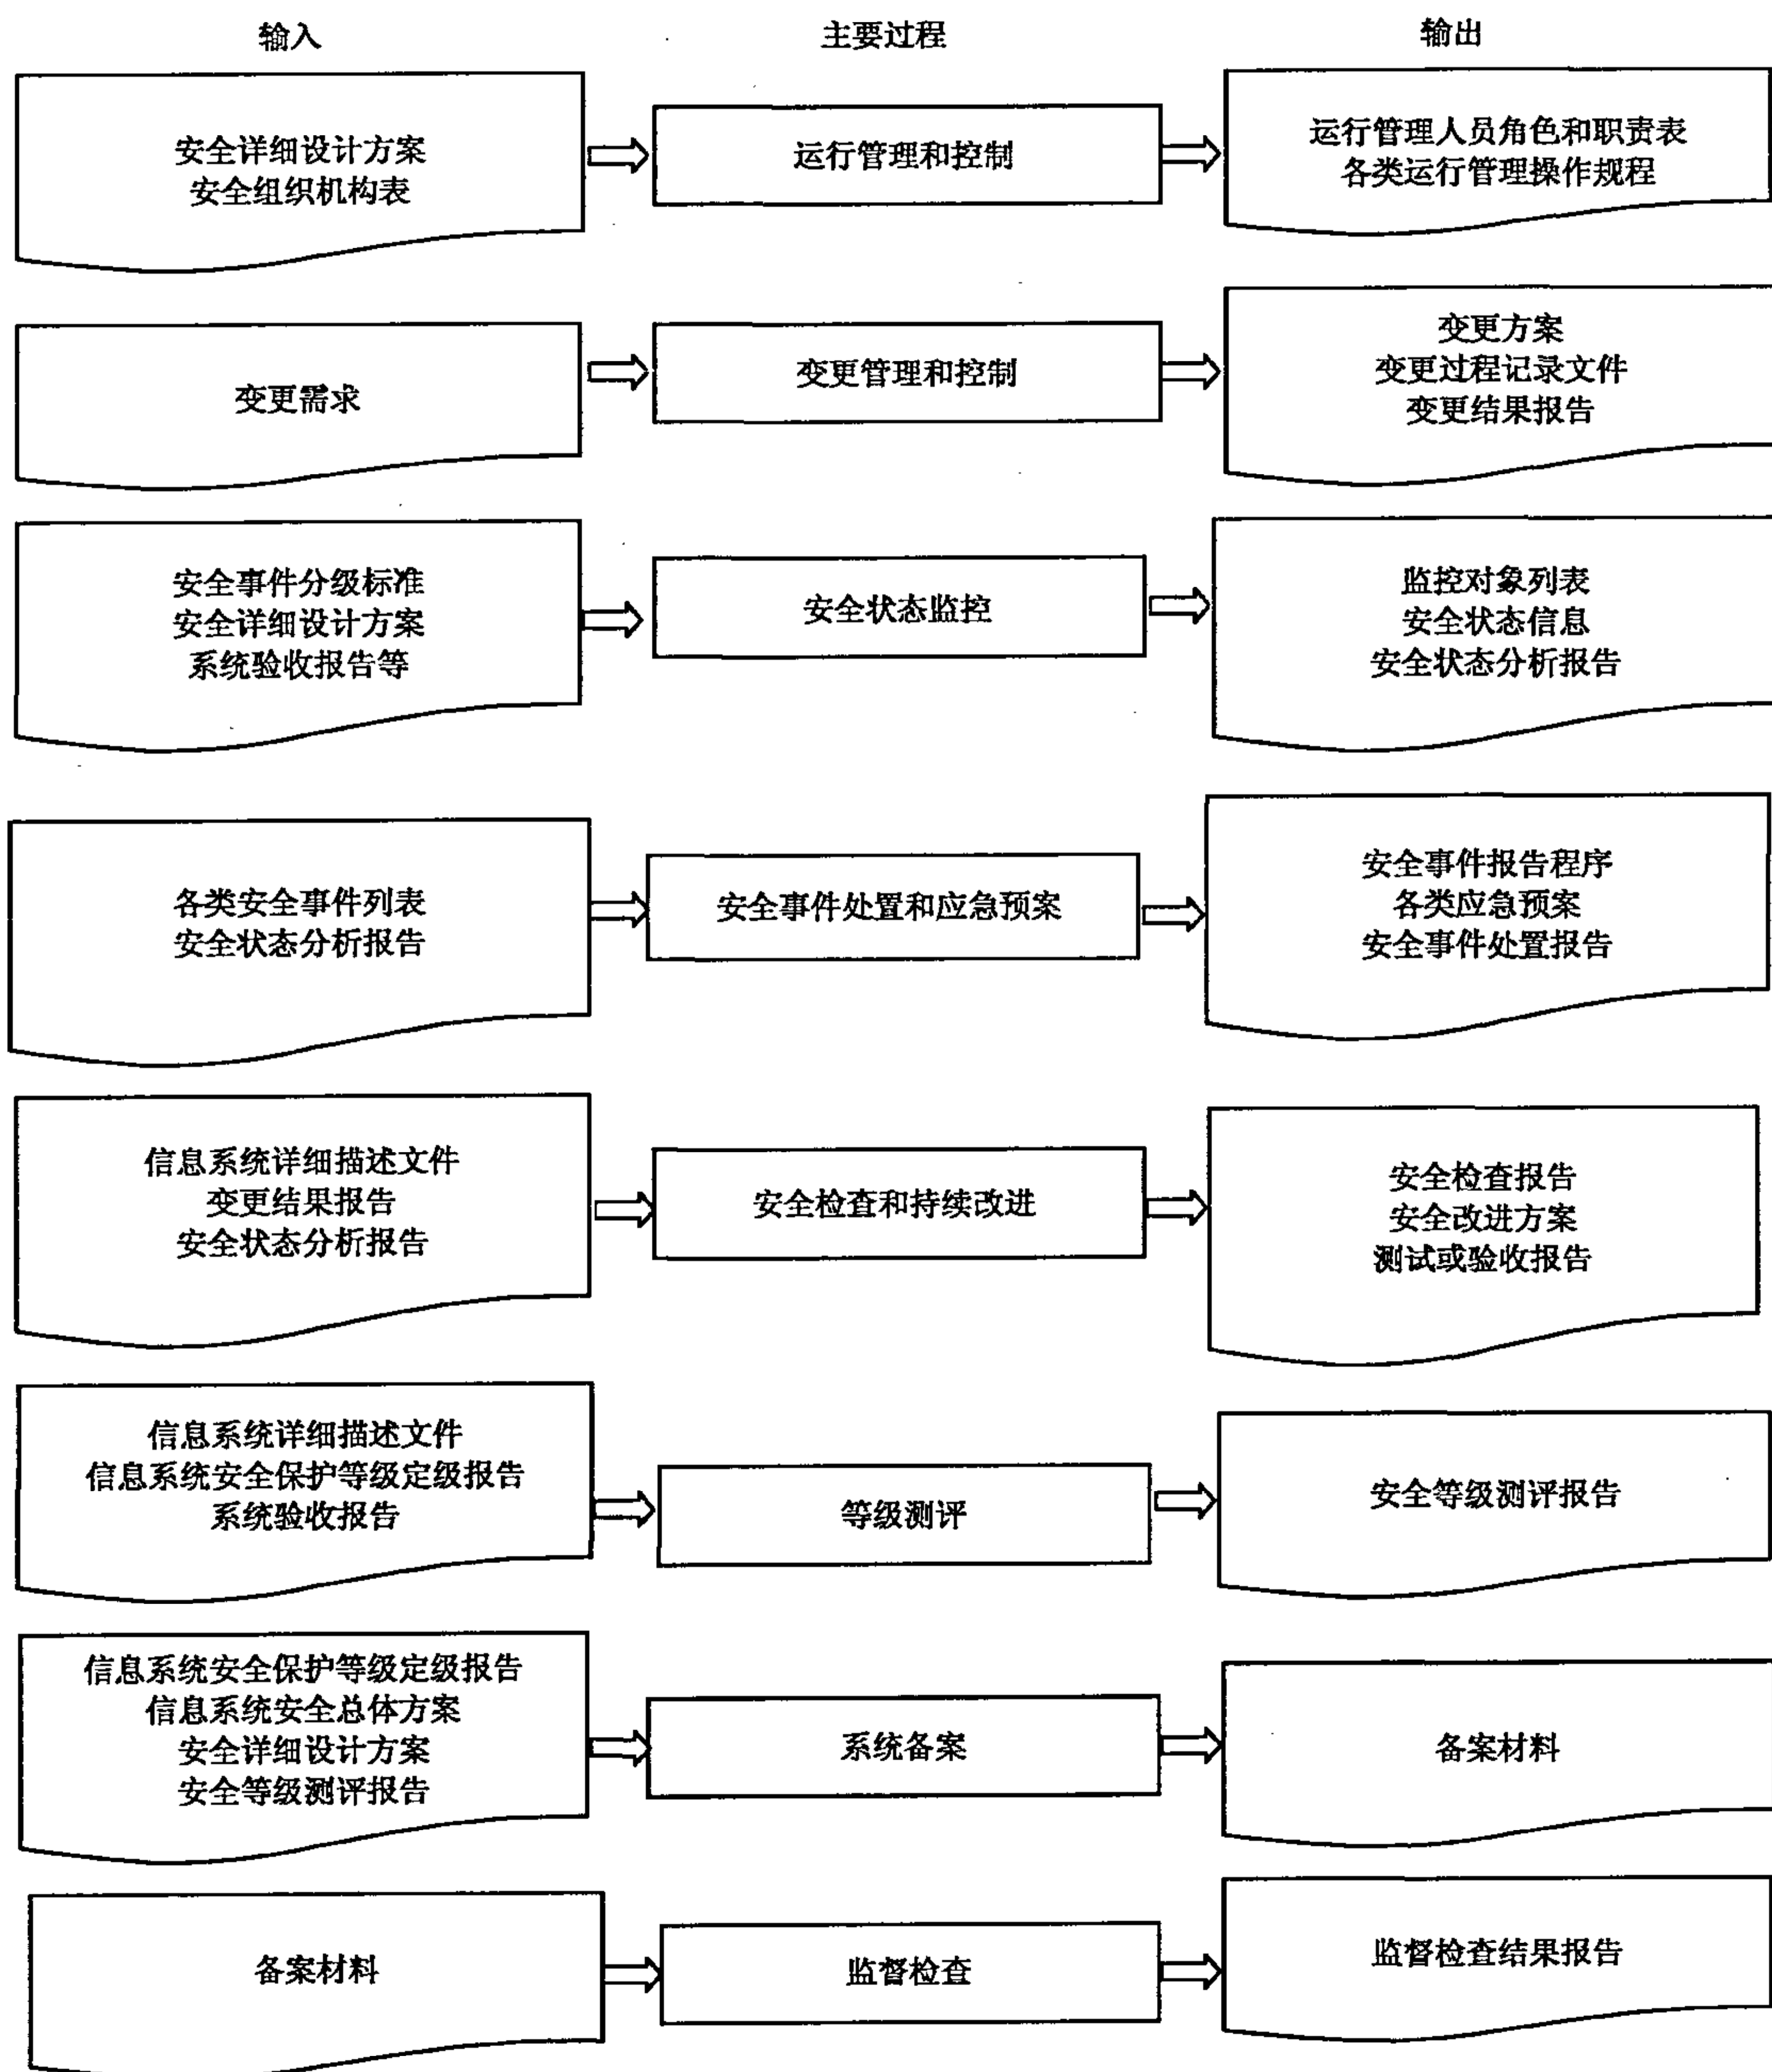 输入
主要过程
输出
安全详细设计方案
安全组织机构表
运行管理和控制
运行管理人员角色和职责表
各类运行管理操作规程
变更需求
变更管理和控制
变更方案
变更过程记录文件
变更结果报告
安全事件分级标准
安全详细设计方案
系统验收报告等
安全状态监控
监控对象列表
安全状态信息
安全状态分析报告
各类安全事件列表
安全状态分析报告
安全事件处置和应急预案
安全事件报告程序
各类应急预案
安全事件处置报告
信息系统详细描述文件
变更结果报告
安全状态分析报告
安全检查和持续改进
安全检查报告
安全改进方案
测试或验收报告
信息系统详细描述文件
信息系统安全保护等级定级报告
系统验收报告
等级测评
安全等级测评报告
信息系统安全保护等级定级报告
信息系统安全总体方案
安全详细设计方案
安全等级测评报告
系统备案
备案材料
备案材料
监督检查
监督检查结果报告